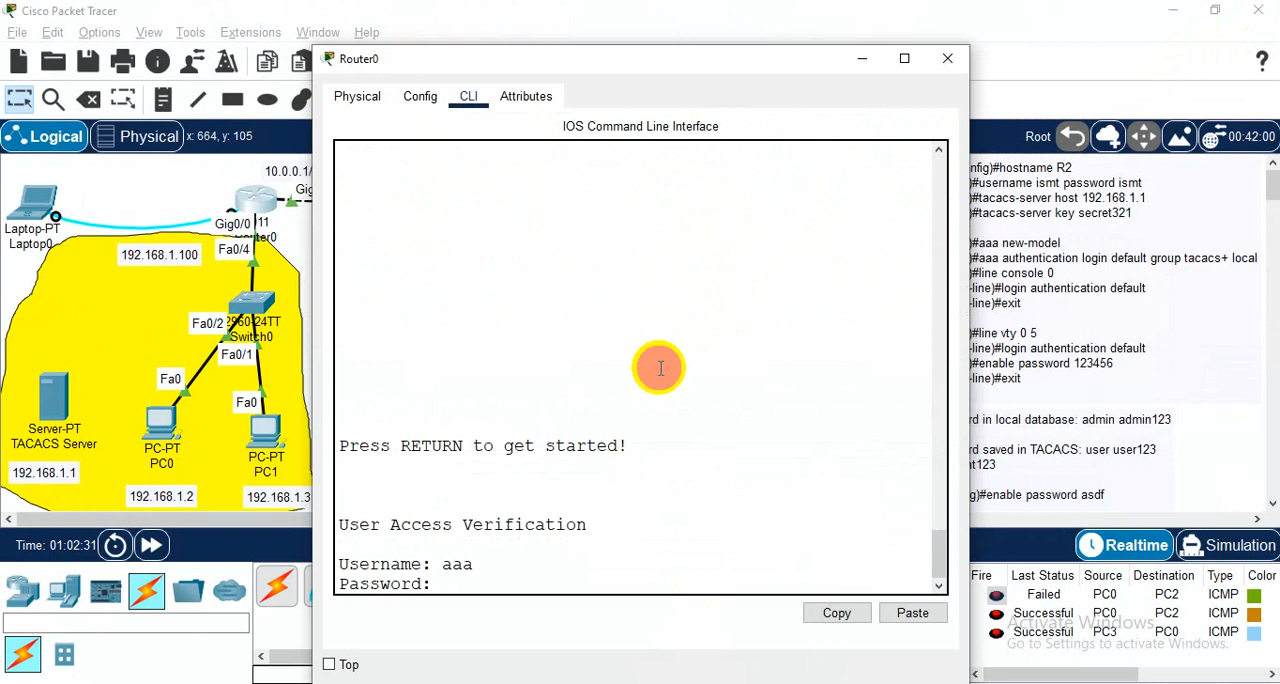 Cisco Packet Tracer
File Edit Options View Tools Extensions Window Help
Router0
Physical Config CLI Attributes
IOS Command Line Interface
Logical Physical x: 664, y: 105
Root 00:42:00
10.0.0.1/
Gig
Laptop-PT
Laptop0
Gig0/0
Fa0/4
192.168.1.100
Fa0/2
Switch0
Fa0/1
Fa0
Fa0
Server-PT
TACACS Server
192.168.1.1
PC-PT
PC0
192.168.1.2
PC-PT
PC1
192.168.1.3
Press RETURN to get started!
User Access Verification
Username: aaa
Password:
Copy Paste
Top
nfig)#hostname R2
)#username ismt password ismt
)#tacacs-server host 192.168.1.1
)#tacacs-server key secret321
)#aaa new-model
)#aaa authentication login default group tacacs+ local
)#line console 0
-line)#login authentication default
-line)#exit
)#line vty 0 5
-line)#login authentication default
)#enable password 123456
-line)#exit
rd in local database: admin admin123
rd saved in TACACS: user user123
nt123
g)#enable password asdf
Time: 01:02:31
Realtime Simulation
Fire Last Status Source Destination Type Color
Failed PC0 PC2 ICMP
Successful PC0 PC2 ICMP
Successful PC3 PC0 ICMP
Activate Windows
Go to Settings to activate Windows.